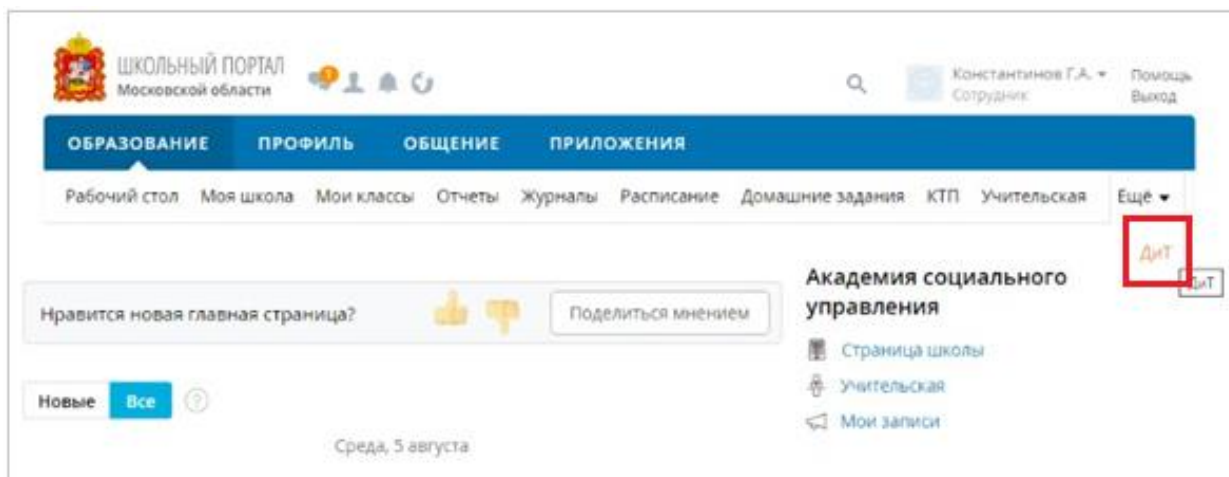 ШКОЛЬНЫЙ ПОРТАЛ
Московской области
1
Константинов Г.А.
Сотрудник
Помощь
Выход
ОБРАЗОВАНИЕ ПРОФИЛЬ ОБЩЕНИЕ ПРИЛОЖЕНИЯ
Рабочий стол Моя школа Мои классы Отчеты Журналы Расписание Домашние задания КТП Учительская Ещё
ДиТ
ДиТ
Нравится новая главная страница? Поделиться мнением
Новые Все ?
Среда, 5 августа
Академия социального
управления
Страница школы
Учительская
Мои записи